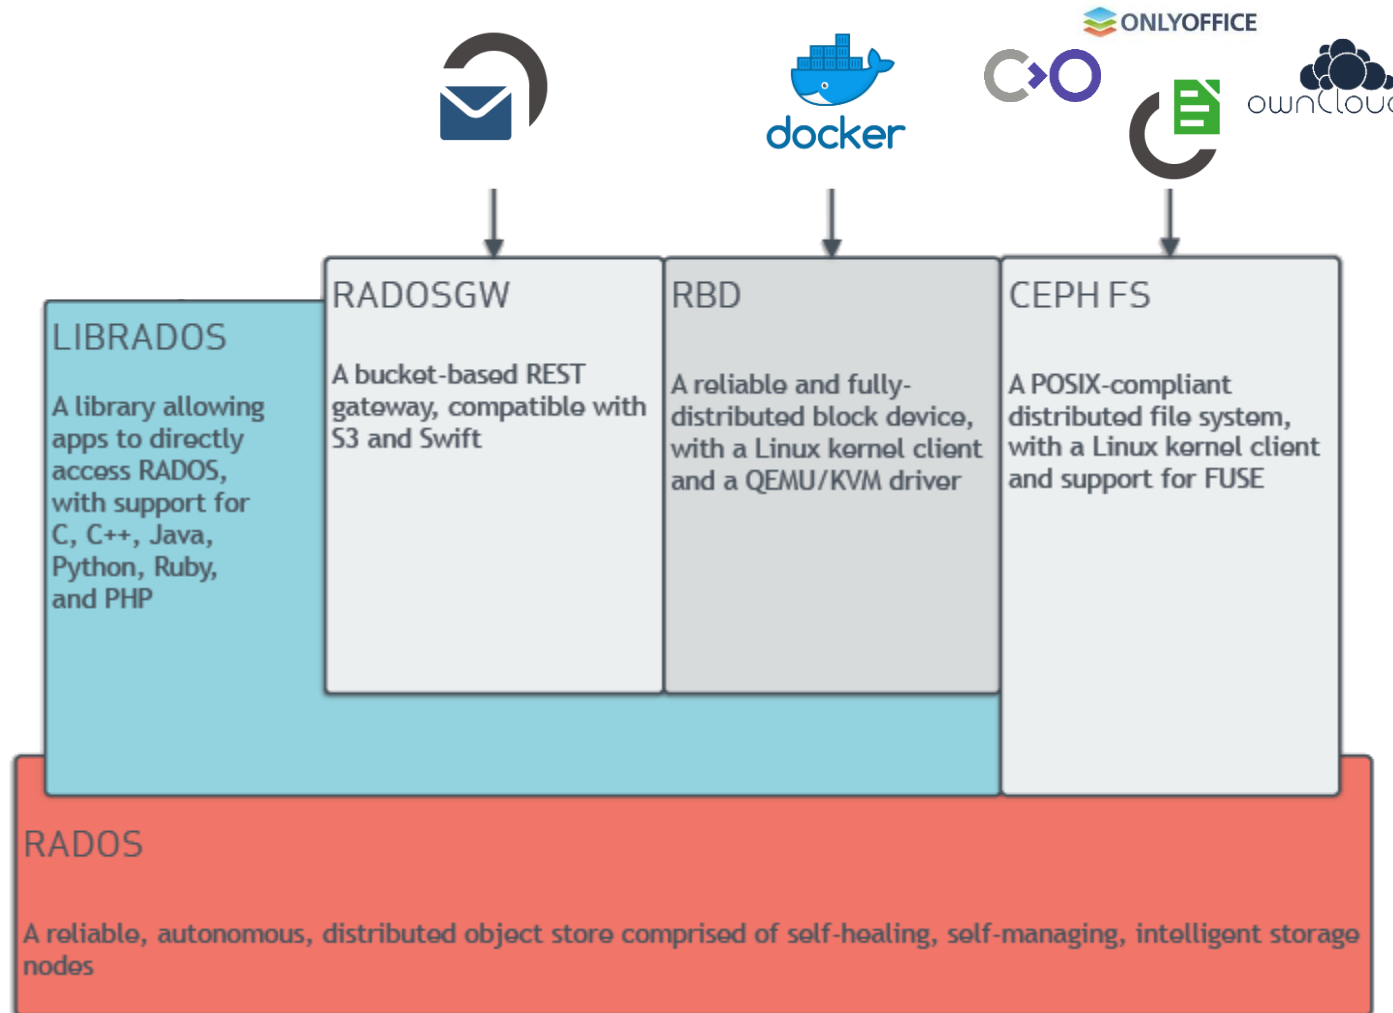 ONLYOFFICE
docker
ownCloud
RADOSGW
A bucket-based REST
gateway, compatible with
S3 and Swift
RBD
A reliable and fully-
distributed block device,
with a Linux kernel client
and a QEMU/KVM driver
CEPH FS
A POSIX-compliant
distributed file system,
with a Linux kernel client
and support for FUSE
LIBRADOS
A library allowing
apps to directly
access RADOS,
with support for
C, C++, Java,
Python, Ruby,
and PHP
RADOS
A reliable, autonomous, distributed object store comprised of self-healing, self-managing, intelligent storage
nodes